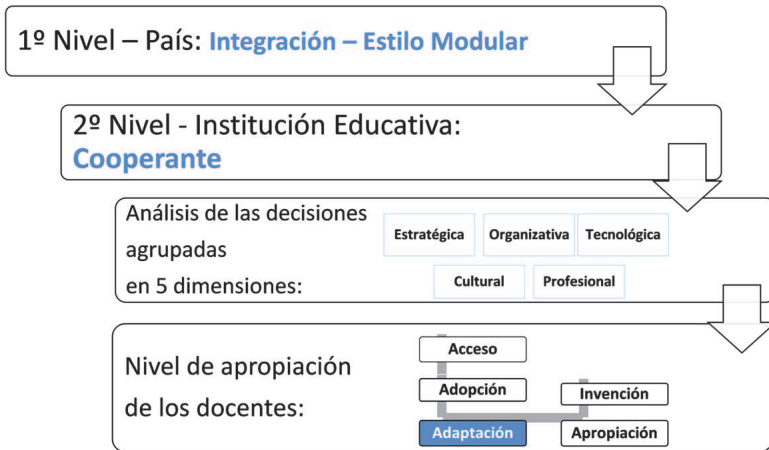 1º Nivel – País: Integración – Estilo Modular
2º Nivel - Institución Educativa:
Cooperante
Análisis de las decisiones
agrupadas
en 5 dimensiones:
Estratégica Organizativa Tecnológica
Cultural Profesional
Nivel de apropiación
de los docentes:
Acceso
Adopción Invención
Adaptación Apropiación